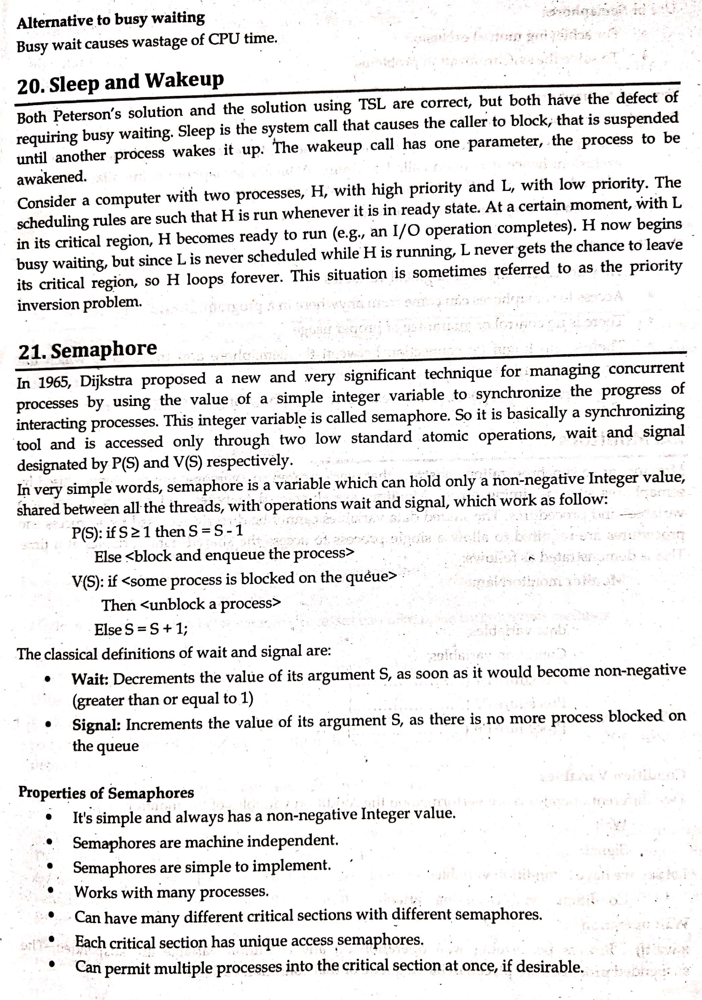 Alternative to busy waiting
Busy wait causes wastage of CPU time.
20. Sleep and Wakeup
Both Peterson's solution and the solution using TSL are correct, but both have the defect of
requiring busy waiting. Sleep is the system call that causes the caller to block, that is suspended
until another process wakes it up. The wakeup call has one parameter, the process to be
awakened.
Consider a computer with two processes, H, with high priority and L, with low priority. The
scheduling rules are such that H is run whenever it is in ready state. At a certain moment, with L
in its critical region, H becomes ready to run (e.g., an I/O operation completes). H now begins
busy waiting, but since L is never scheduled while H is running, L never gets the chance to leave
its critical region, so H loops forever. This situation is sometimes referred to as the priority
inversion problem.
21. Semaphore
In 1965, Dijkstra proposed a new and very significant technique for managing concurrent
processes by using the value of a simple integer variable to synchronize the progress of
interacting processes. This integer variable is called semaphore. So it is basically a synchronizing
tool and is accessed only through two low standard atomic operations, wait and signal
designated by P(S) and V(S) respectively.
In very simple words, semaphore is a variable which can hold only a non-negative Integer value,
shared between all the threads, with operations wait and signal, which work as follow:
P(S): if S ≥ 1 then S = S - 1
Else <block and enqueue the process>
V(S): if <some process is blocked on the queue>
Then <unblock a process>
Else S = S + 1;
The classical definitions of wait and signal are:
• Wait: Decrements the value of its argument S, as soon as it would become non-negative
(greater than or equal to 1)
• Signal: Increments the value of its argument S, as there is no more process blocked on
the queue
Properties of Semaphores
• It's simple and always has a non-negative Integer value.
• Semaphores are machine independent.
• Semaphores are simple to implement.
• Works with many processes.
• Can have many different critical sections with different semaphores.
• Each critical section has unique access semaphores.
• Can permit multiple processes into the critical section at once, if desirable.